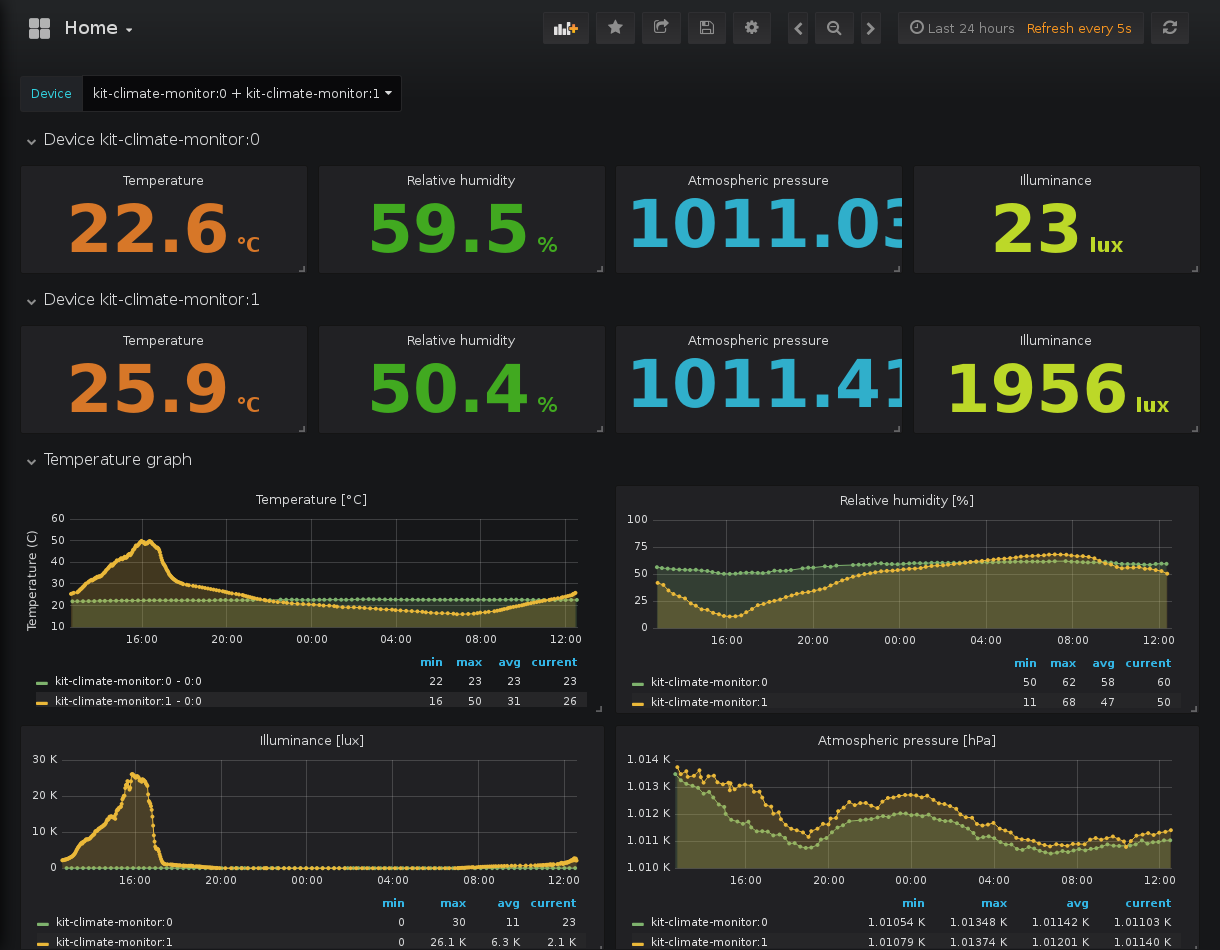 Home
Last 24 hours Refresh every 5s
Device kit-climate-monitor:0 + kit-climate-monitor:1
Device kit-climate-monitor:0
Temperature Relative humidity Atmospheric pressure Illuminance
22.6 °C 59.5 % 1011.03 23 lux
Device kit-climate-monitor:1
Temperature Relative humidity Atmospheric pressure Illuminance
25.9 °C 50.4 % 1011.41 1956 lux
Temperature graph
Temperature [°C]
Temperature (C)
60
50
40
30
20
10
16:00 20:00 00:00 04:00 08:00 12:00
min max avg current
kit-climate-monitor:0 - 0:0 22 23 23 23
kit-climate-monitor:1 - 0:0 16 50 31 26
Relative humidity [%]
100
75
50
25
0
16:00 20:00 00:00 04:00 08:00 12:00
min max avg current
kit-climate-monitor:0 50 62 58 60
kit-climate-monitor:1 11 68 47 50
Illuminance [lux]
30 K
20 K
10 K
0
16:00 20:00 00:00 04:00 08:00 12:00
min max avg current
kit-climate-monitor:0 0 30 11 23
kit-climate-monitor:1 0 26.1 K 6.3 K 2.1 K
Atmospheric pressure [hPa]
1.014 K
1.013 K
1.012 K
1.011 K
1.010 K
16:00 20:00 00:00 04:00 08:00 12:00
min max avg current
kit-climate-monitor:0 1.01054 K 1.01348 K 1.01142 K 1.01103 K
kit-climate-monitor:1 1.01079 K 1.01374 K 1.01201 K 1.01140 K